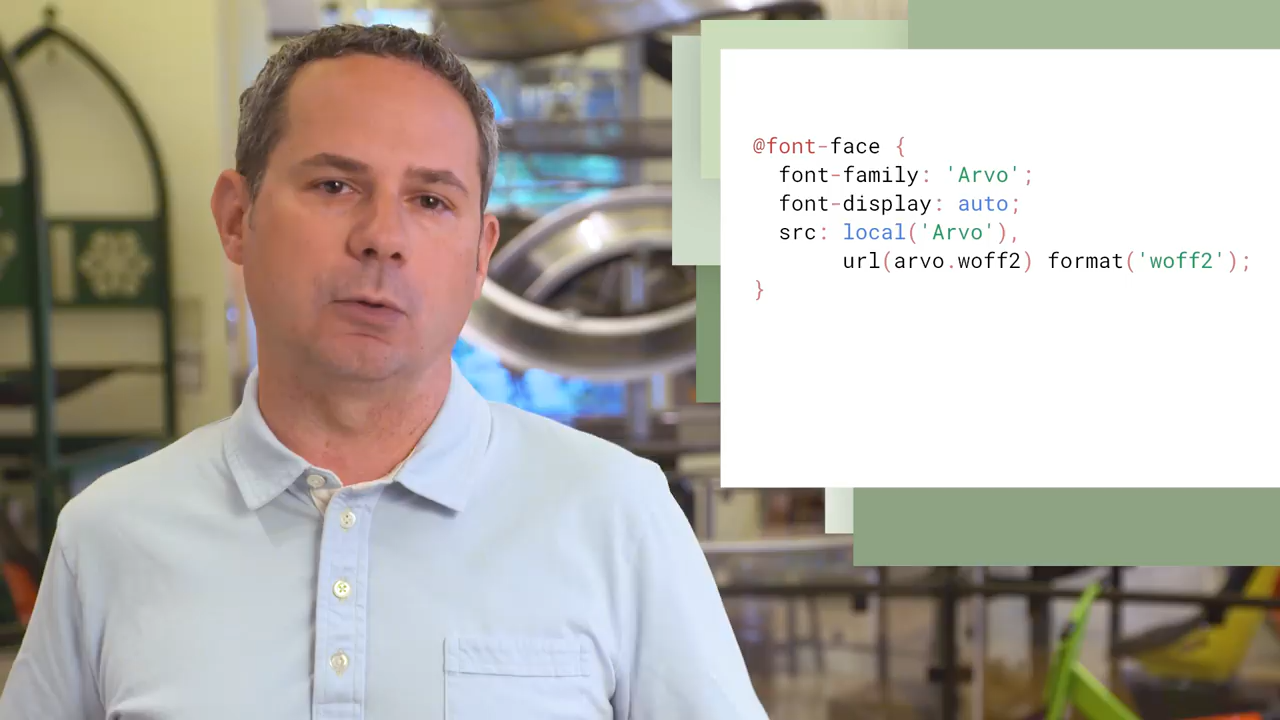 @font-face {
font-family: 'Arvo';
font-display: auto;
src: local('Arvo'),
url(arvo.woff2) format('woff2');
}